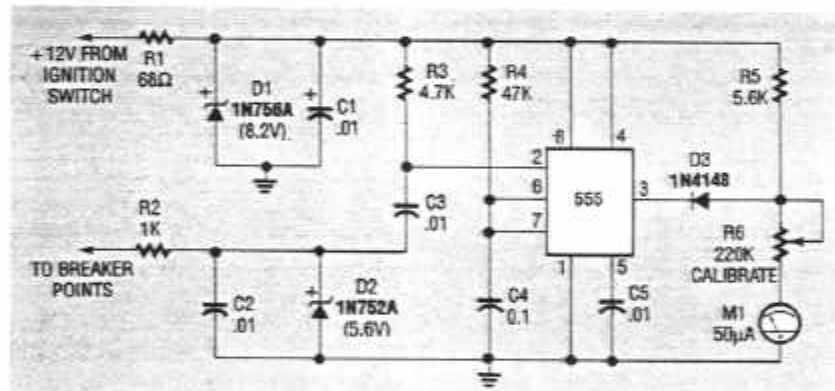 +12V FROM
IGNITION
SWITCH
R1
68Ω
D1
1N756A
(8.2V)
C1
.01
R3
4.7K
R4
47K
R5
5.6K
8
4
2
6
7
555
3
1
5
D3
1N4148
R6
220K
CALIBRATE
M1
50µA
R2
1K
TO BREAKER
POINTS
C2
.01
D2
1N752A
(5.6V)
C3
.01
C4
0.1
C5
.01